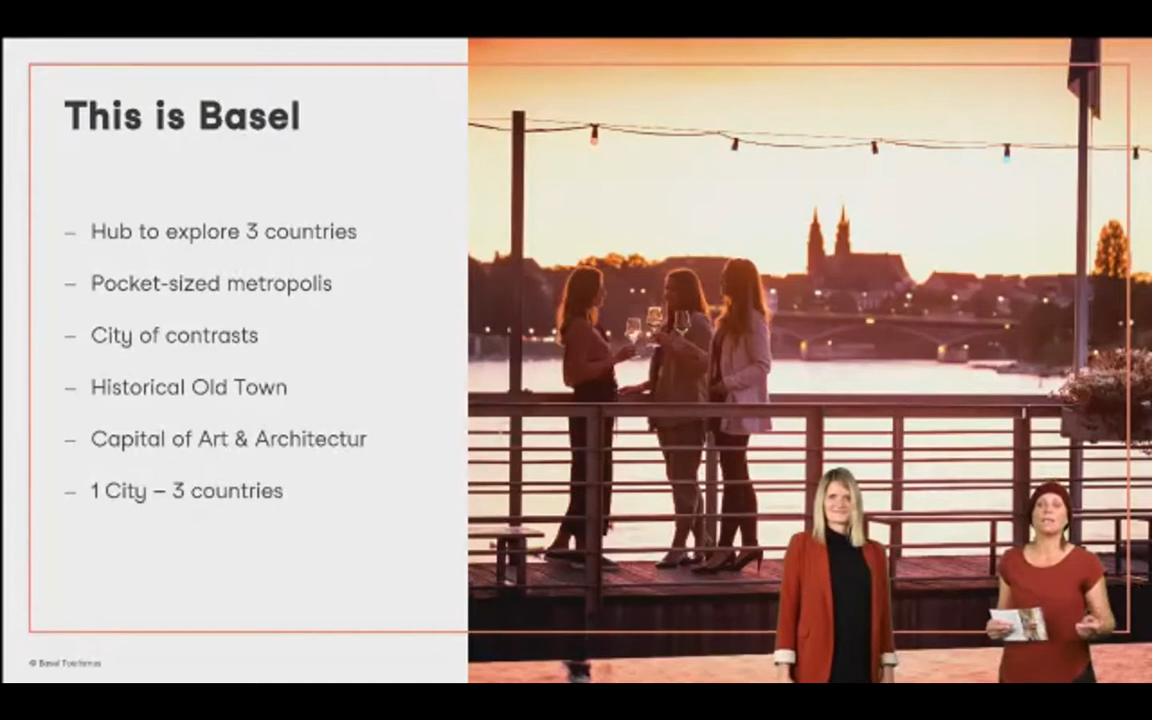 This is Basel
– Hub to explore 3 countries
– Pocket-sized metropolis
– City of contrasts
– Historical Old Town
– Capital of Art & Architectur
– 1 City – 3 countries
© Basel Tourismus